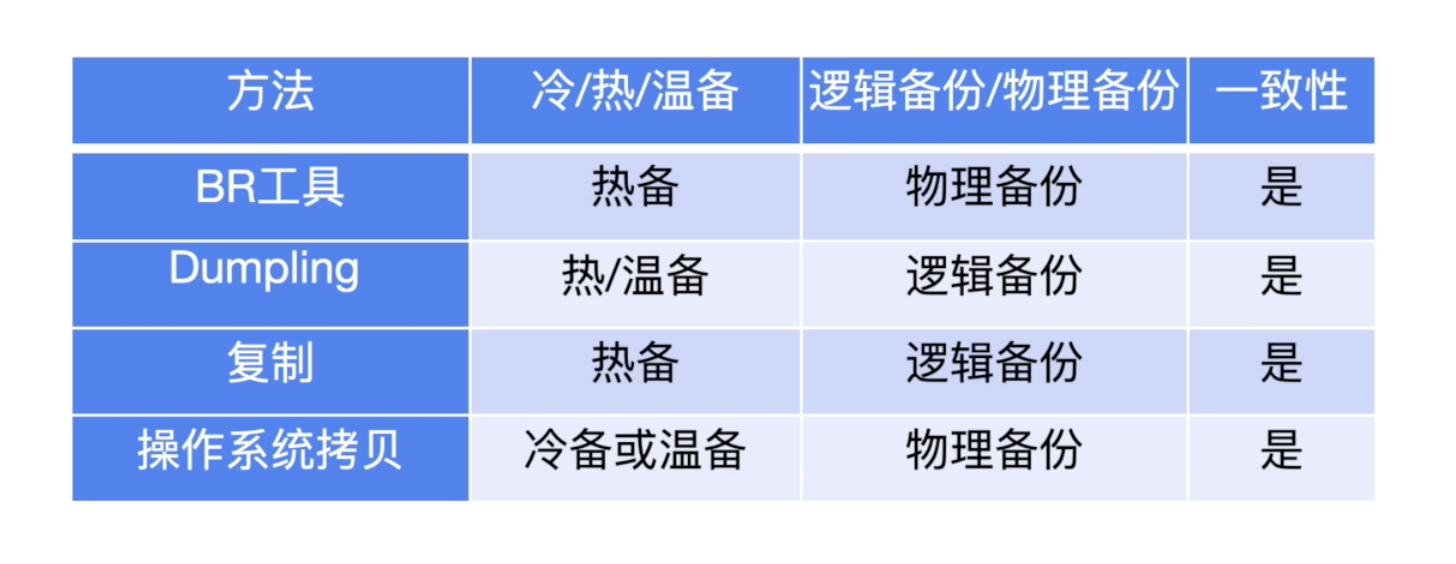 方法 冷/热/温备 逻辑备份/物理备份 一致性
BR工具 热备 物理备份 是
Dumpling 热/温备 逻辑备份 是
复制 热备 逻辑备份 是
操作系统拷贝 冷备或温备 物理备份 是